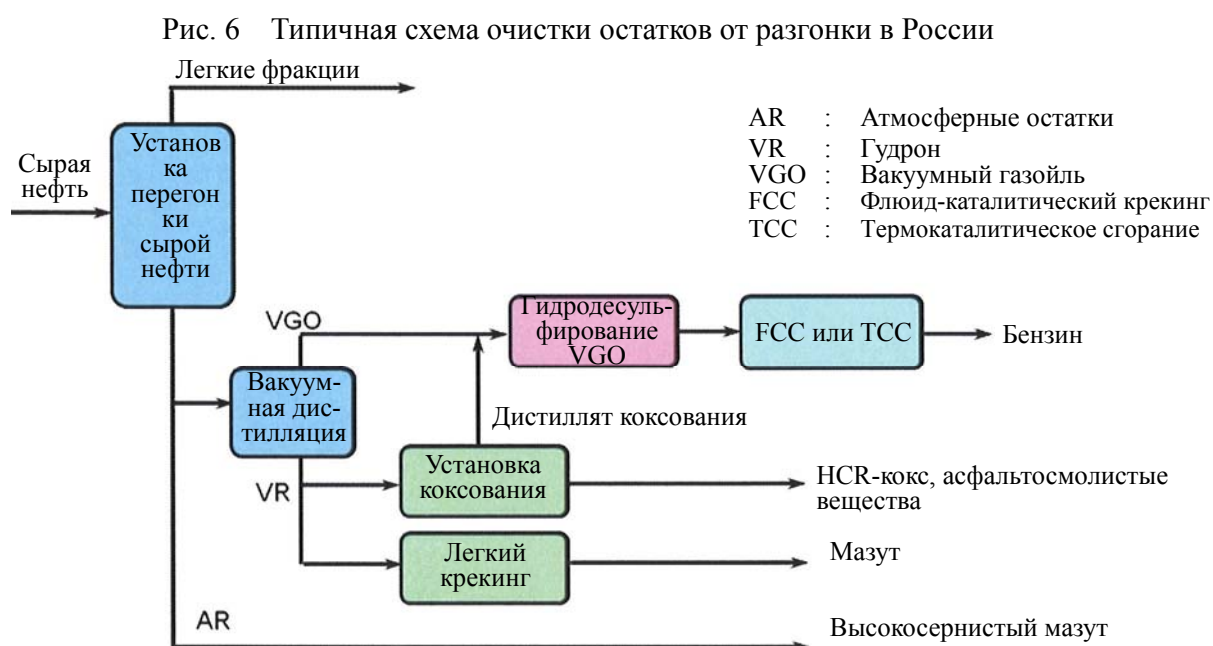 Рис. 6 Типичная схема очистки остатков от разгонки в России
Легкие фракции
Установ
ка
перегон
ки
сырой
нефти
Сырая
нефть
AR : Атмосферные остатки
VR : Гудрон
VGO : Вакуумный газойль
FCC : Флюид-каталитический крекинг
TCC : Термокаталитическое сгорание
VGO
Гидродесуль-
фирование
VGO
FCC или TCC
Бензин
Вакуум-
ная дис-
тилляция
Дистиллят коксования
VR
Установка
коксования
HCR-кокс, асфальтосмолистые
вещества
Легкий
крекинг
Мазут
AR
Высокосернистый мазут